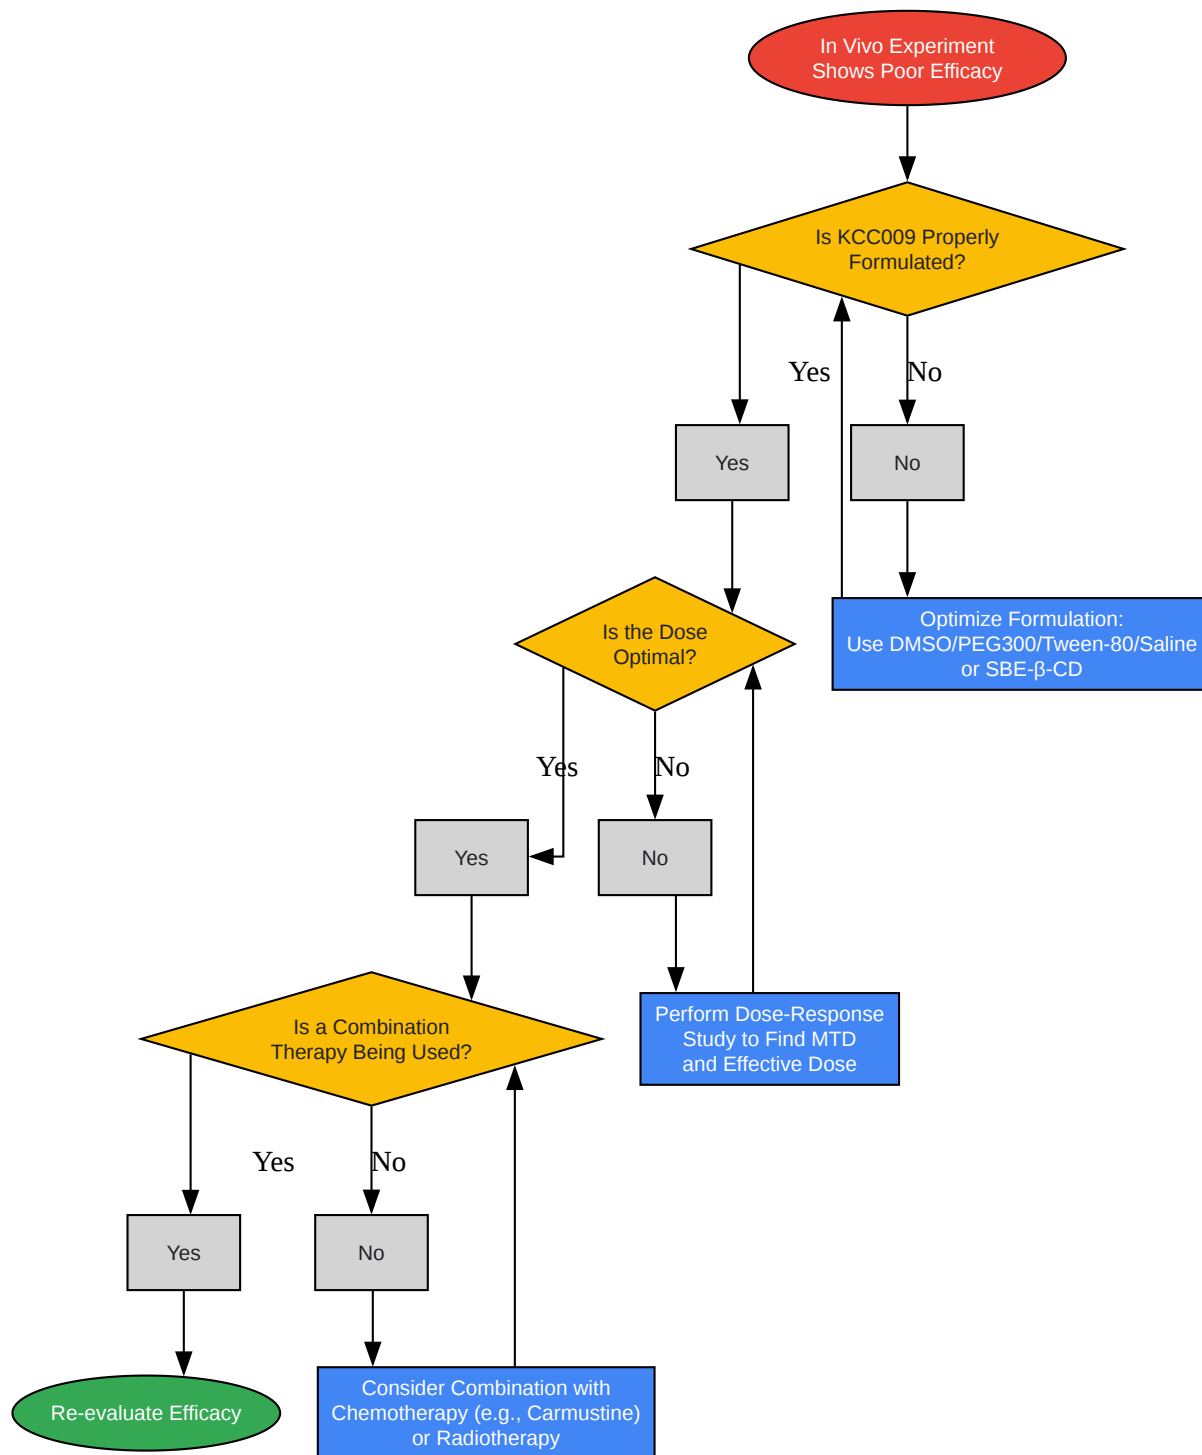 In Vivo Experiment
Shows Poor Efficacy
Is KCC009 Properly
Formulated?
Yes
No
Yes
No
Optimize Formulation:
Use DMSO/PEG300/Tween-80/Saline
or SBE-β-CD
Is the Dose
Optimal?
Yes
No
Yes
No
Perform Dose-Response
Study to Find MTD
and Effective Dose
Is a Combination
Therapy Being Used?
Yes
No
Yes
No
Re-evaluate Efficacy
Consider Combination with
Chemotherapy (e.g., Carmustine)
or Radiotherapy